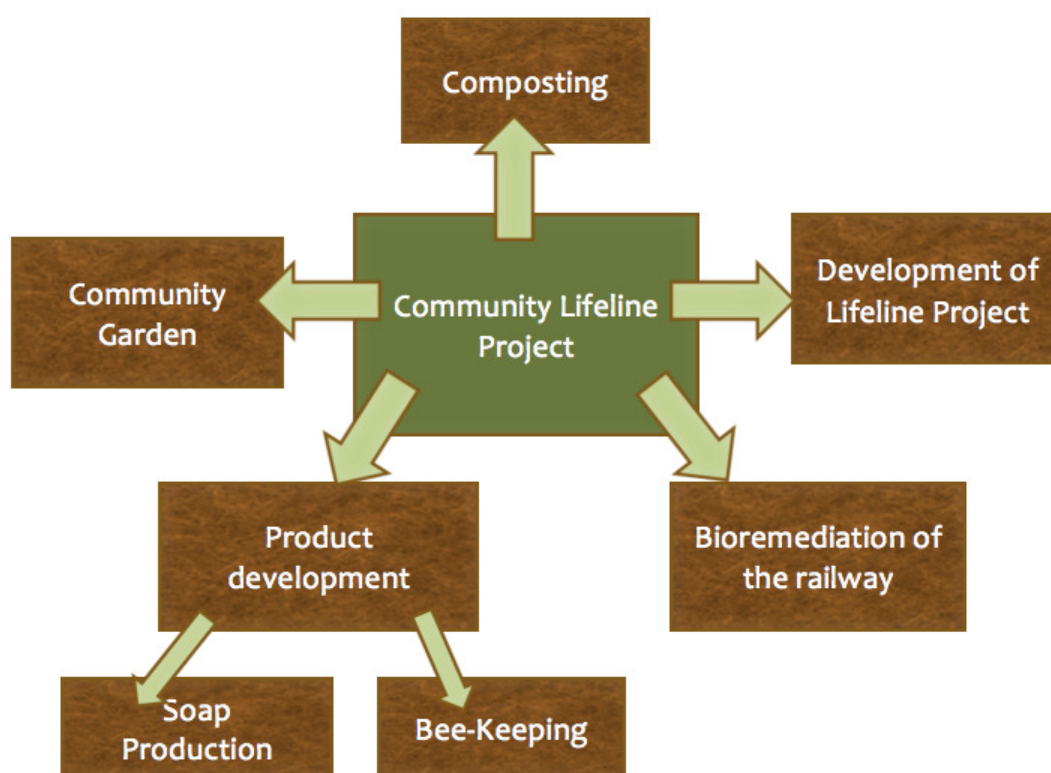 Composting
Community
Garden
Community Lifeline
Project
Development of
Lifeline Project
Product
development
Bioremediation of
the railway
Soap
Production
Bee-Keeping